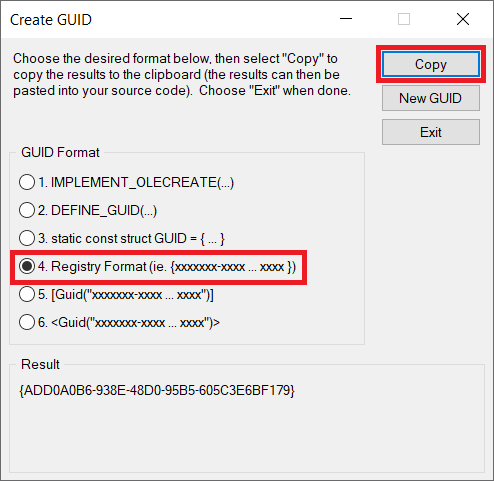 Create GUID
Choose the desired format below, then select "Copy" to
copy the results to the clipboard (the results can then be
pasted into your source code).  Choose "Exit" when done.
Copy
New GUID
Exit
GUID Format
1. IMPLEMENT_OLECREATE(...)
2. DEFINE_GUID(...)
3. static const struct GUID = { ... }
4. Registry Format (ie. {xxxxxxx-xxxx ... xxxx })
5. [Guid("xxxxxxx-xxxx ... xxxx")]
6. <Guid("xxxxxxx-xxxx ... xxxx")>
Result
{ADD0A0B6-938E-48D0-95B5-605C3E6BF179}